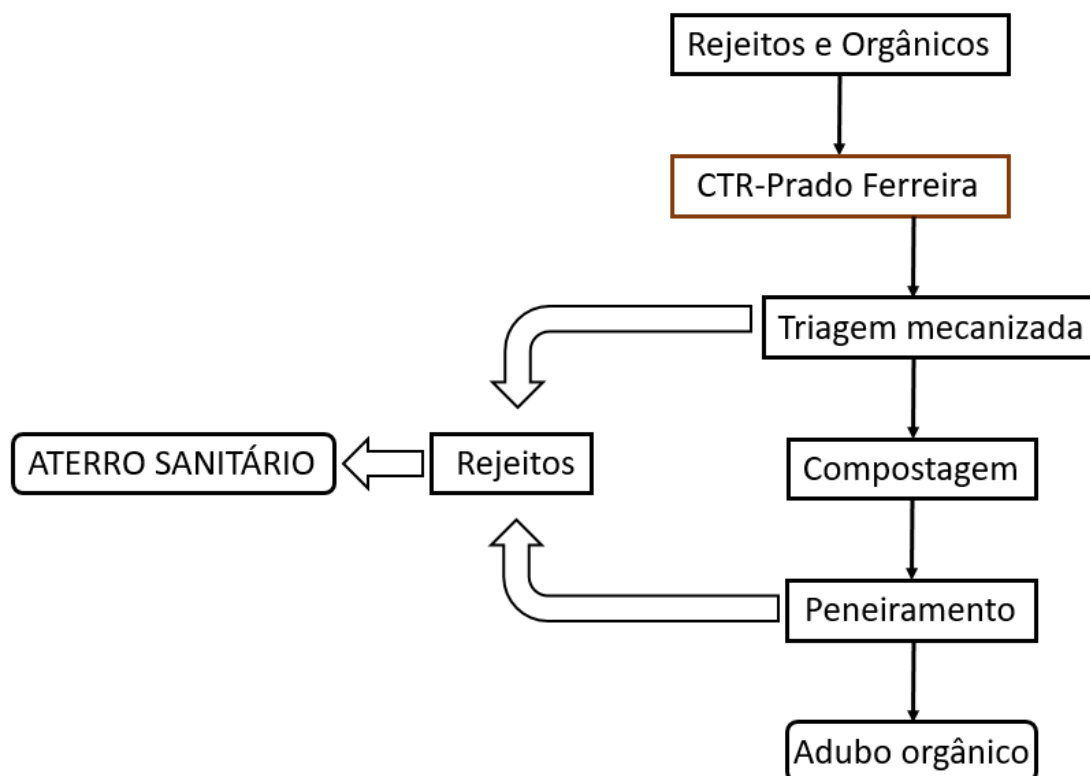 Rejeitos e Orgânicos
CTR-Prado Ferreira
Triagem mecanizada
ATERRO SANITÁRIO
Rejeitos
Compostagem
Peneiramento
Adubo orgânico